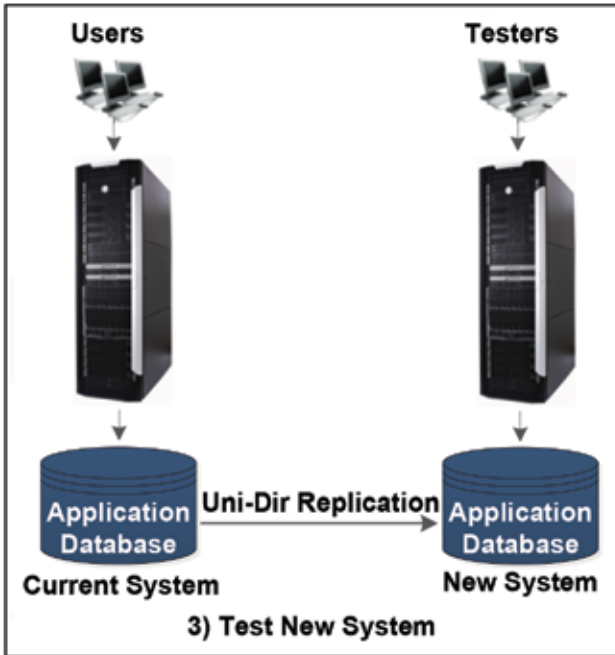 Users
Testers
Application
Database
Uni-Dir Replication
Application
Database
Current System
New System
3) Test New System